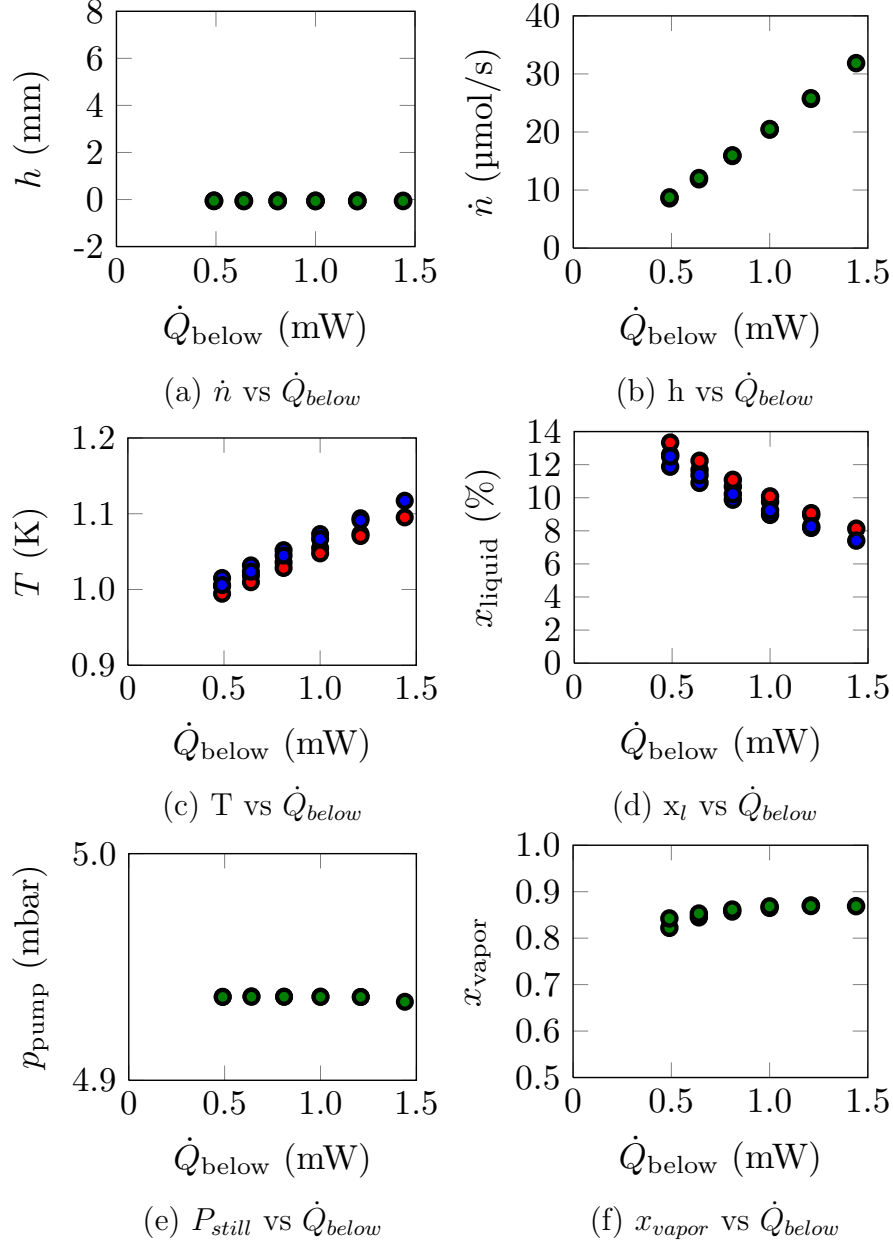 8
6
4
2
0
-2
h (mm)
0 0.5 1.0 1.5
Q̇below (mW)
(a) ṅ vs Q̇below
40
30
20
10
0
ṅ (µmol/s)
0 0.5 1.0 1.5
Q̇below (mW)
(b) h vs Q̇below
1.2
1.1
1.0
0.9
T (K)
0 0.5 1.0 1.5
Q̇below (mW)
(c) T vs Q̇below
14
12
10
8
6
4
2
0
xliquid (%)
0 0.5 1.0 1.5
Q̇below (mW)
(d) xl vs Q̇below
5.0
4.9
ppump (mbar)
0 0.5 1.0 1.5
Q̇below (mW)
(e) Pstill vs Q̇below
1.0
0.9
0.8
0.7
0.6
0.5
xvapor
0 0.5 1.0 1.5
Q̇below (mW)
(f) xvapor vs Q̇below